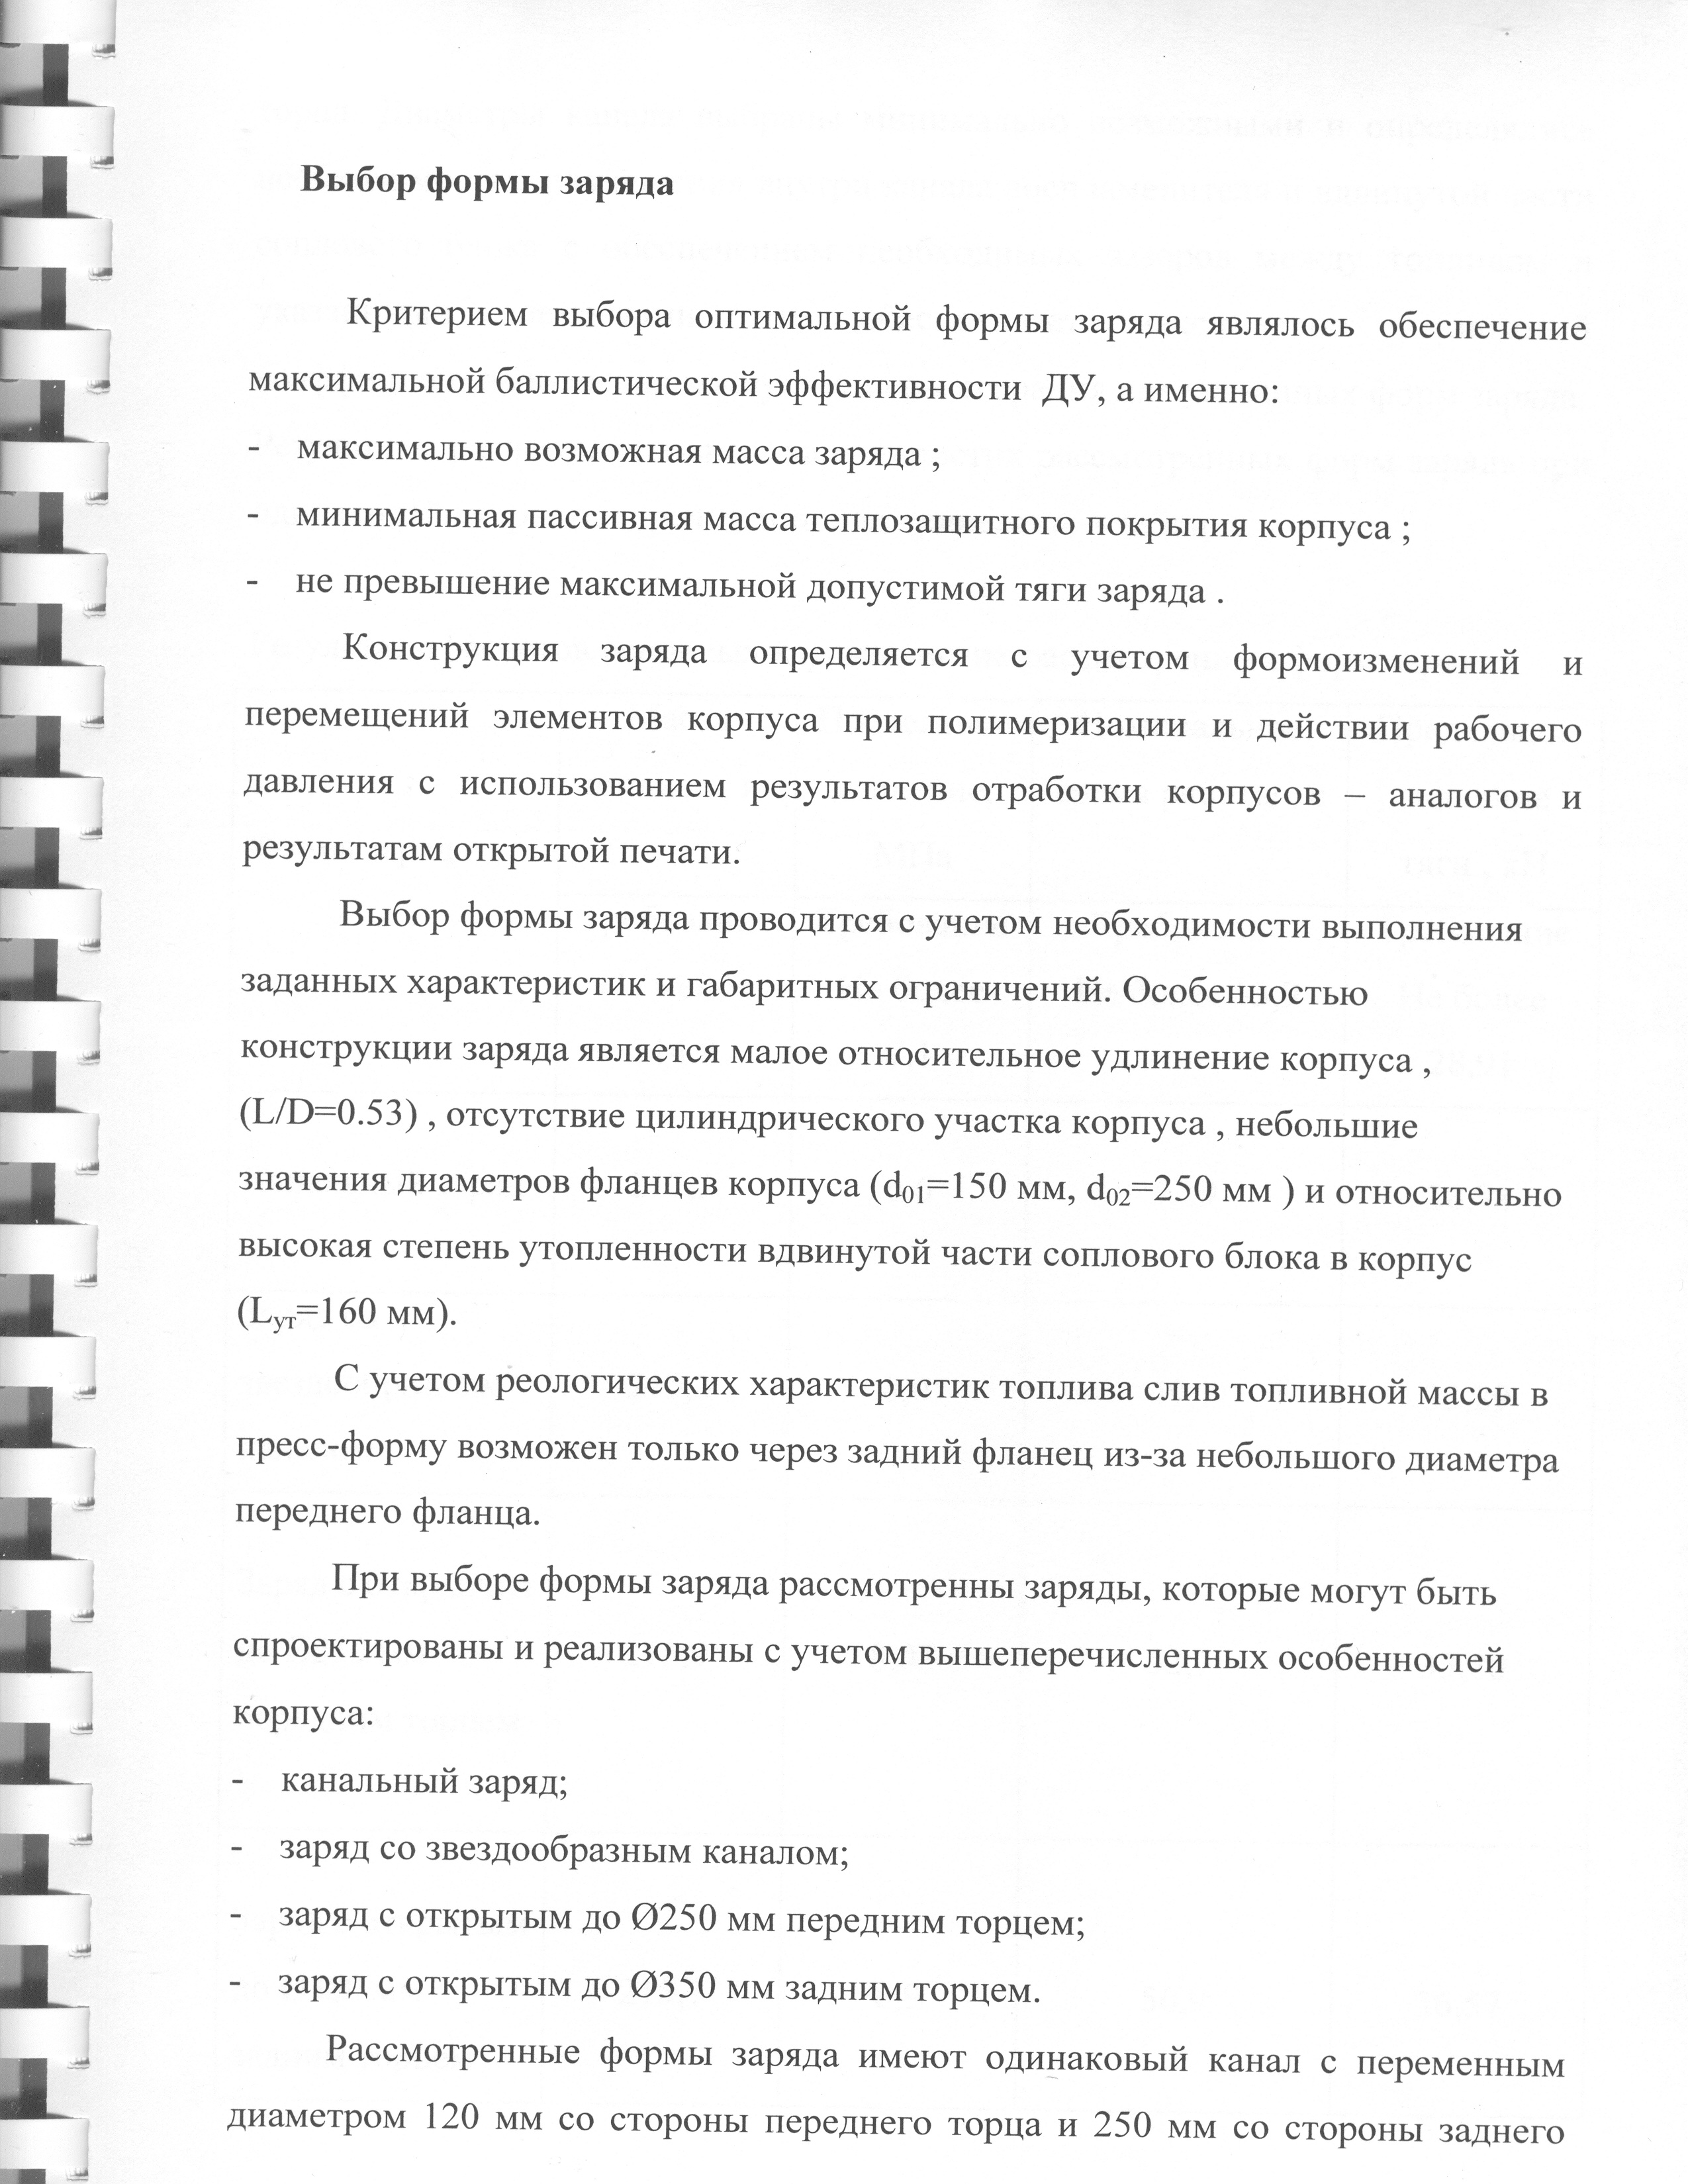 Выбор формы заряда
Критерием выбора оптимальной формы заряда являлось обеспечение
максимальной баллистической эффективности ДУ, а именно:
- максимально возможная масса заряда ;
- минимальная пассивная масса теплозащитного покрытия корпуса ;
- не превышение максимальной допустимой тяги заряда .
Конструкция заряда определяется с учетом формоизменений и
перемещений элементов корпуса при полимеризации и действии рабочего
давления с использованием результатов отработки корпусов – аналогов и
результатам открытой печати.
Выбор формы заряда проводится с учетом необходимости выполнения
заданных характеристик и габаритных ограничений. Особенностью
конструкции заряда является малое относительное удлинение корпуса ,
(L/D=0.53) , отсутствие цилиндрического участка корпуса , небольшие
значения диаметров фланцев корпуса (d₀₁=150 мм, d₀₂=250 мм ) и относительно
высокая степень утопленности вдвинутой части соплового блока в корпус
(Lут=160 мм).
С учетом реологических характеристик топлива слив топливной массы в
пресс-форму возможен только через задний фланец из-за небольшого диаметра
переднего фланца.
При выборе формы заряда рассмотренны заряды, которые могут быть
спроектированы и реализованы с учетом вышеперечисленных особенностей
корпуса:
- канальный заряд;
- заряд со звездообразным каналом;
- заряд с открытым до Ø250 мм передним торцем;
- заряд с открытым до Ø350 мм задним торцем.
Рассмотренные формы заряда имеют одинаковый канал с переменным
диаметром 120 мм со стороны переднего торца и 250 мм со стороны заднего